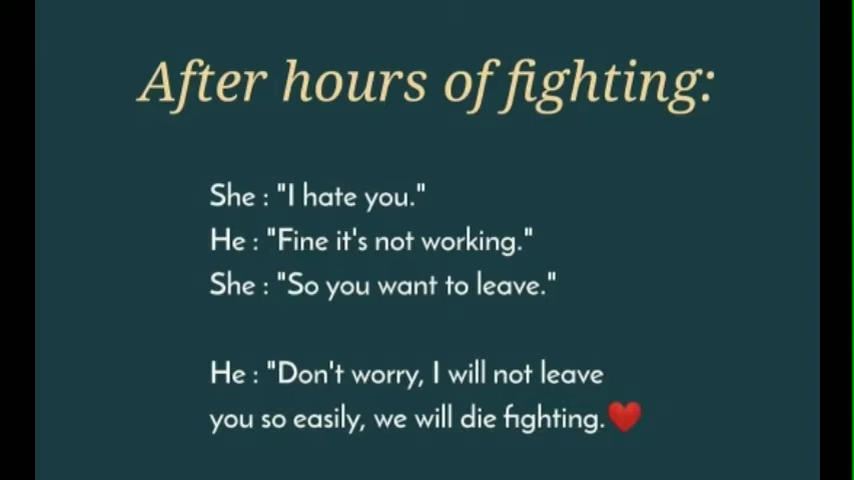 After hours of fighting:
She : "I hate you."
He : "Fine it's not working."
She : "So you want to leave."
He : "Don't worry, I will not leave
you so easily, we will die fighting.❤️